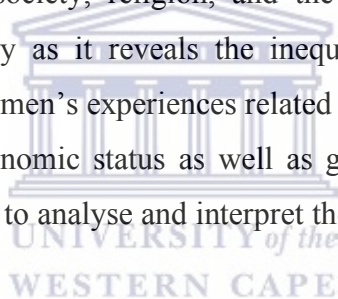 society, religion, and the
y as it reveals the inequ
men's experiences related
nomic status as well as g
to analyse and interpret th
UNIVERSITY of the
WESTERN CAPE